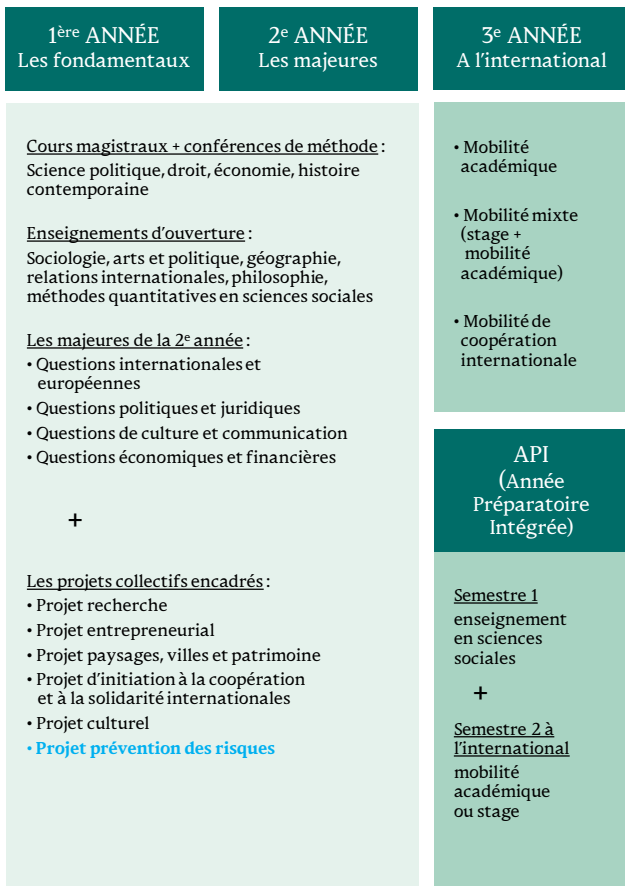 1ère ANNÉE
Les fondamentaux
2e ANNÉE
Les majeures
3e ANNÉE
A l'international
Cours magistraux + conférences de méthode :
Science politique, droit, économie, histoire
contemporaine
Enseignements d'ouverture :
Sociologie, arts et politique, géographie,
relations internationales, philosophie,
méthodes quantitatives en sciences sociales
Les majeures de la 2e année :
• Questions internationales et
européennes
• Questions politiques et juridiques
• Questions de culture et communication
• Questions économiques et financières
+
Les projets collectifs encadrés :
• Projet recherche
• Projet entrepreneurial
• Projet paysages, villes et patrimoine
• Projet d'initiation à la coopération
et à la solidarité internationales
• Projet culturel
• Projet prévention des risques
• Mobilité
académique
• Mobilité mixte
(stage +
mobilité
académique)
• Mobilité de
coopération
internationale
API
(Année
Préparatoire
Intégrée)
Semestre 1
enseignement
en sciences
sociales
+
Semestre 2 à
l'international
mobilité
académique
ou stage